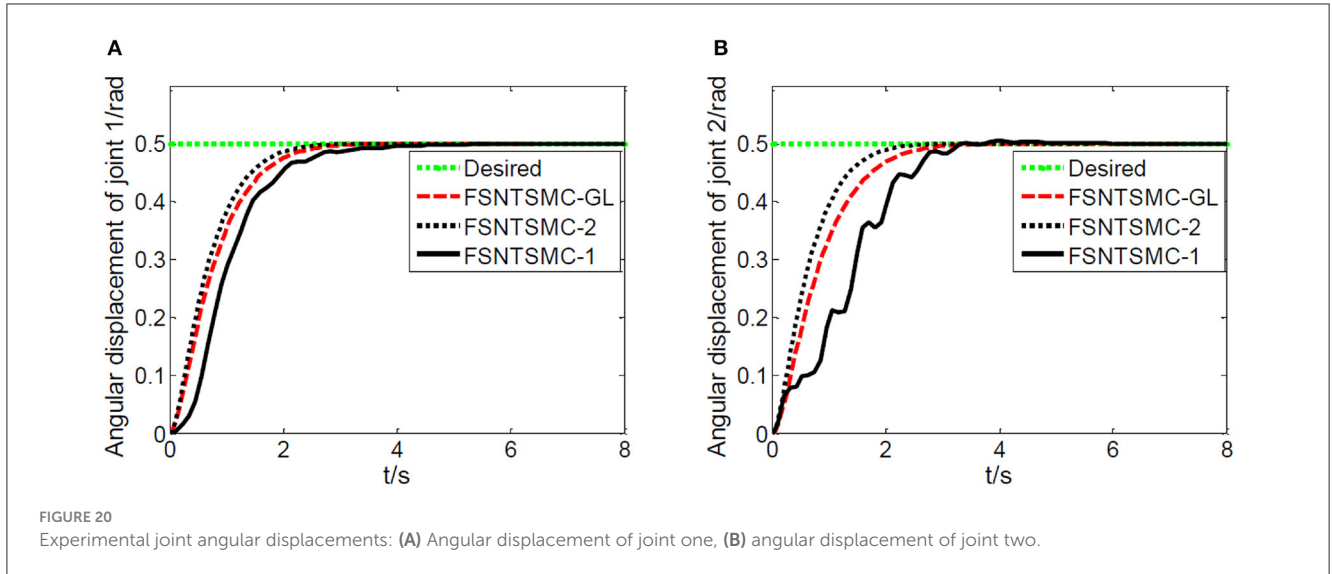 A
Angular displacement of joint 1/rad
0.5
0.4
0.3
0.2
0.1
0
0 2 4 6 8
t/s
Desired
FSNTSMC-GL
FSNTSMC-2
FSNTSMC-1
B
Angular displacement of joint 2/rad
0.5
0.4
0.3
0.2
0.1
0
0 2 4 6 8
t/s
Desired
FSNTSMC-GL
FSNTSMC-2
FSNTSMC-1
FIGURE 20
Experimental joint angular displacements: (A) Angular displacement of joint one, (B) angular displacement of joint two.